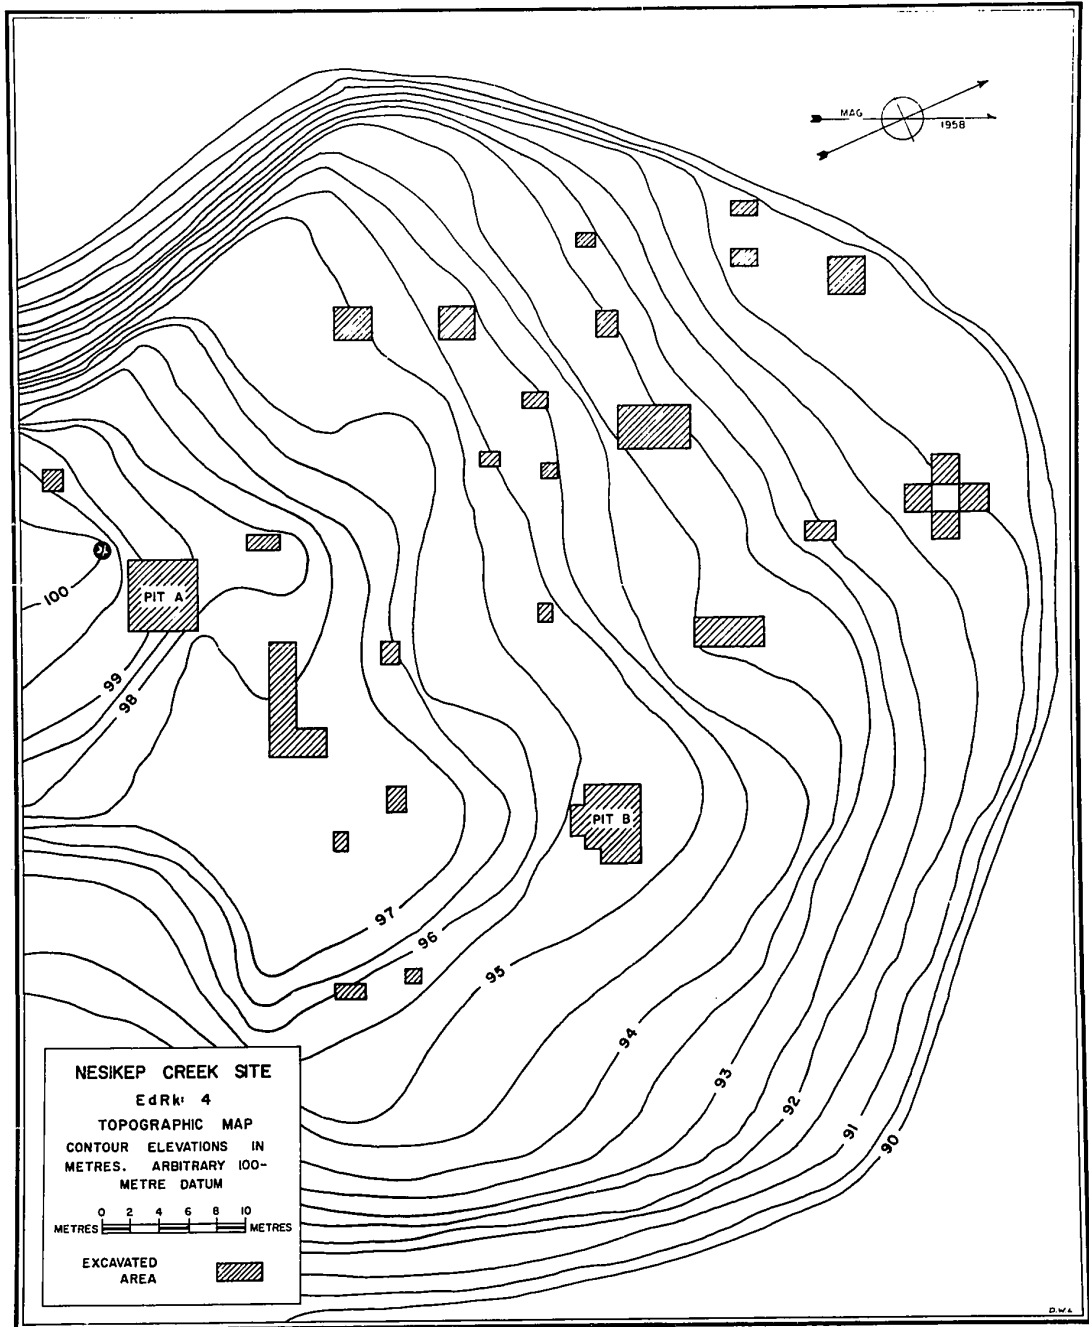 MAG
1958
PIT A
100
99
98
PIT B
97
96
95
94
93
92
91
90
NESIKEP CREEK SITE
EdRk: 4
TOPOGRAPHIC MAP
CONTOUR ELEVATIONS IN
METRES. ARBITRARY 100-
METRE DATUM
0 2 4 6 8 10
METRES METRES
EXCAVATED
AREA